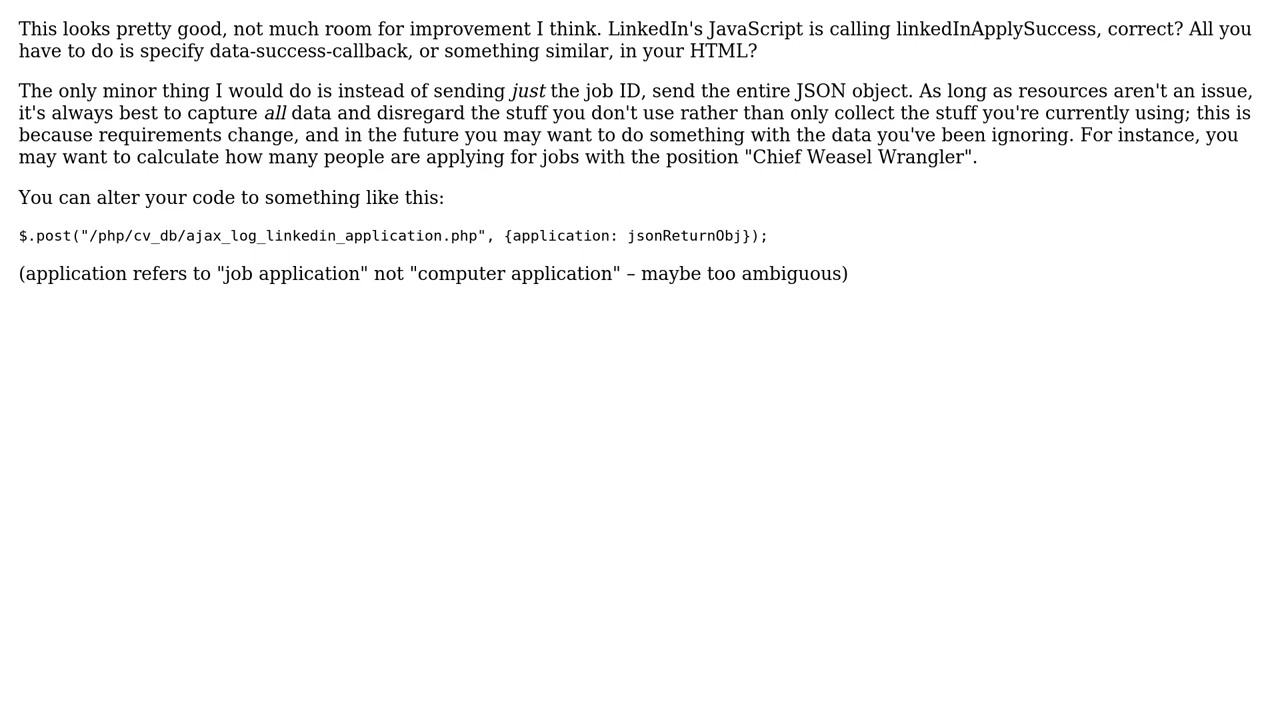 This looks pretty good, not much room for improvement I think. LinkedIn's JavaScript is calling linkedInApplySuccess, correct? All you
have to do is specify data-success-callback, or something similar, in your HTML?
The only minor thing I would do is instead of sending just the job ID, send the entire JSON object. As long as resources aren't an issue,
it's always best to capture all data and disregard the stuff you don't use rather than only collect the stuff you're currently using; this is
because requirements change, and in the future you may want to do something with the data you've been ignoring. For instance, you
may want to calculate how many people are applying for jobs with the position "Chief Weasel Wrangler".
You can alter your code to something like this:
$.post("/php/cv_db/ajax_log_linkedin_application.php", {application: jsonReturnObj});
(application refers to "job application" not "computer application" – maybe too ambiguous)